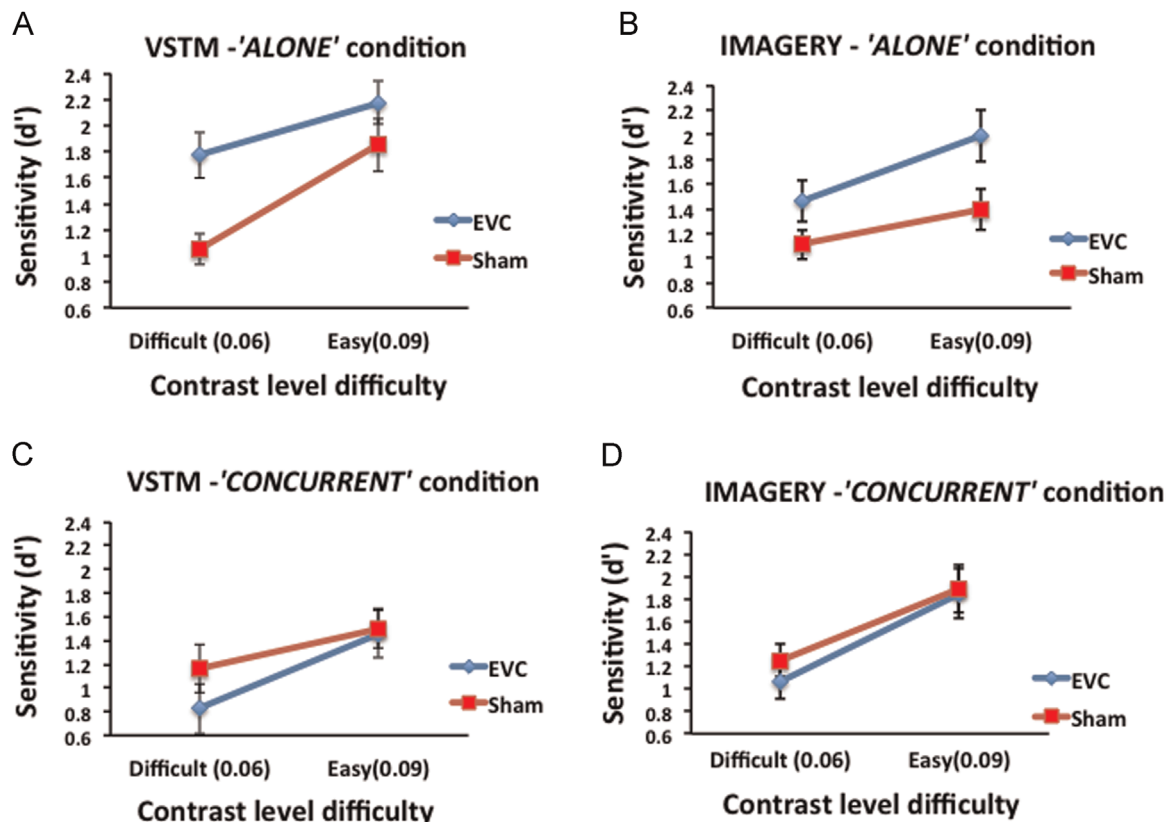 A
VSTM -'ALONE' condition
Sensitivity (d')
2.4
2.2
2
1.8
1.6
1.4
1.2
1
0.8
0.6
EVC
Sham
Difficult (0.06) Easy(0.09)
Contrast level difficulty
B
IMAGERY - 'ALONE' condition
Sensitivity (d')
2.4
2.2
2
1.8
1.6
1.4
1.2
1
0.8
0.6
EVC
Sham
Difficult (0.06) Easy(0.09)
Contrast level difficulty
C
VSTM -'CONCURRENT' condition
Sensitivity (d')
2.4
2.2
2
1.8
1.6
1.4
1.2
1
0.8
0.6
EVC
Sham
Difficult (0.06) Easy(0.09)
Contrast level difficulty
D
IMAGERY -'CONCURRENT' condition
Sensitivity (d')
2.4
2.2
2
1.8
1.6
1.4
1.2
1
0.8
0.6
EVC
Sham
Difficult (0.06) Easy(0.09)
Contrast level difficulty